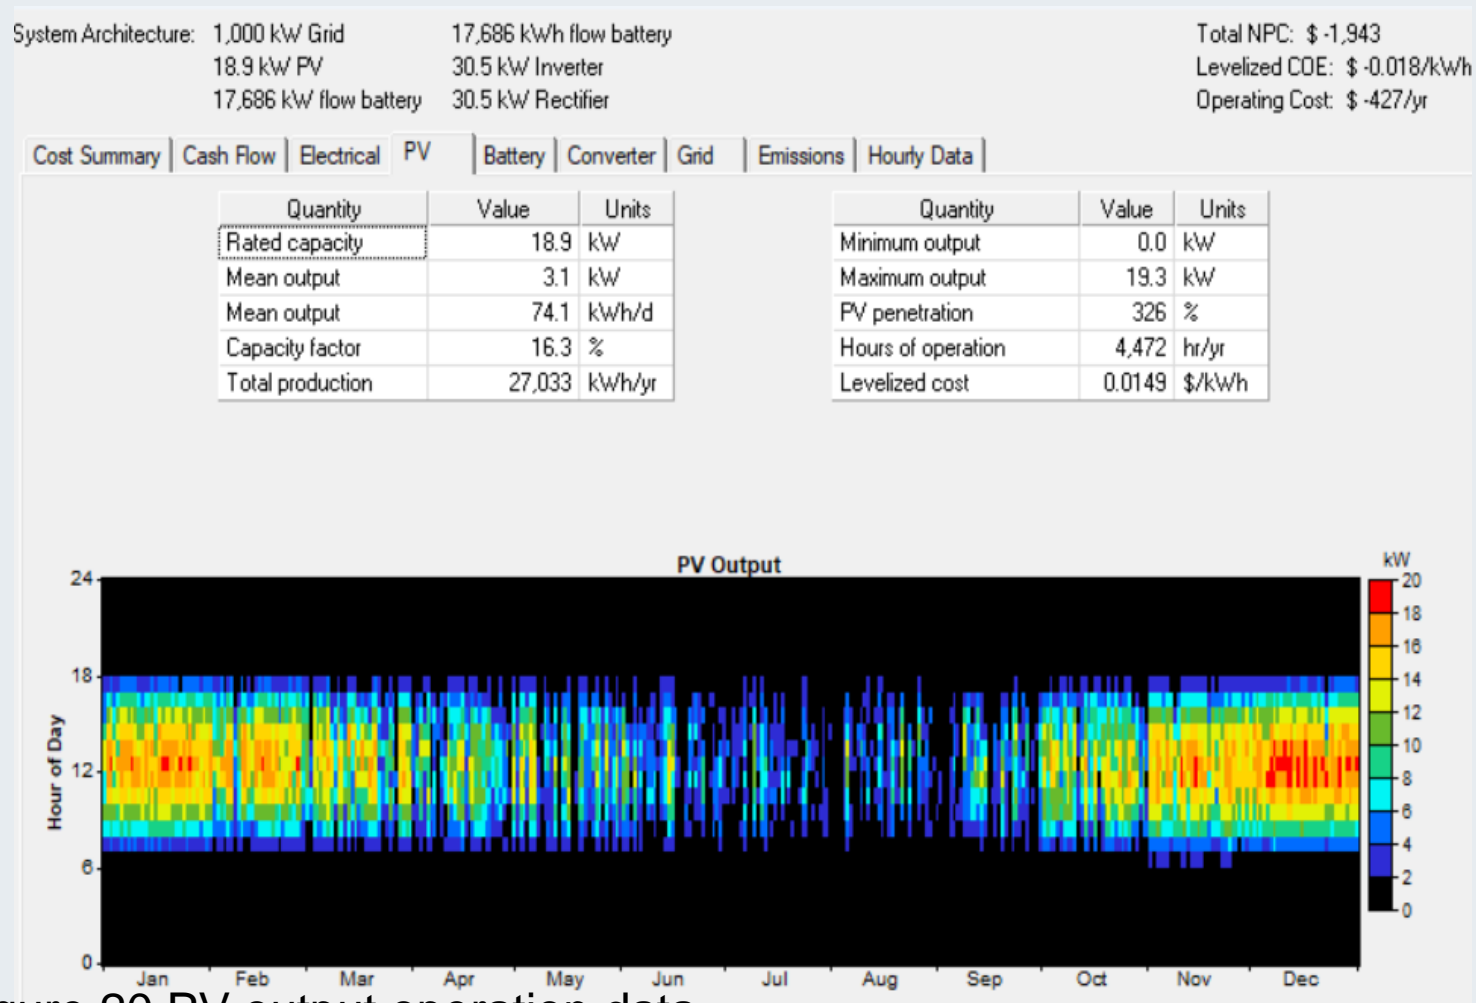 System Architecture: 1,000 kW Grid 17,686 kWh flow battery Total NPC: $ -1,943
18.9 kW PV 30.5 kW Inverter Levelized COE: $ -0.018/kWh
17,686 kW flow battery 30.5 kW Rectifier Operating Cost: $ -427/yr
Cost Summary Cash Flow Electrical PV Battery Converter Grid Emissions Hourly Data
Quantity Value Units Quantity Value Units
Rated capacity 18.9 kW Minimum output 0.0 kW
Mean output 3.1 kW Maximum output 19.3 kW
Mean output 74.1 kWh/d PV penetration 326 %
Capacity factor 16.3 % Hours of operation 4,472 hr/yr
Total production 27,033 kWh/yr Levelized cost 0.0149 $/kWh
PV Output
kW
24
18
12
6
0
Hour of Day
20
18
16
14
12
10
8
6
4
2
0
Jan Feb Mar Apr May Jun Jul Aug Sep Oct Nov Dec